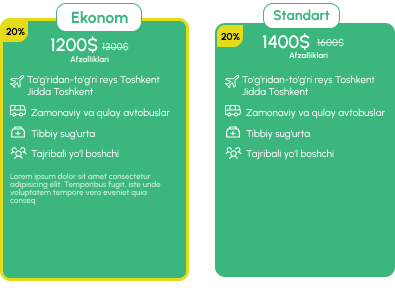 Ekonom
20%
1200$ 1300$
Afzalliklari
To'g'ridan-to'g'ri reys Toshkent
Jidda Toshkent
Zamonaviy va qulay avtobuslar
Tibbiy sug'urta
Tajribali yo'l boshchi
Lorem ipsum dolor sit amet consectetur
adipisicing elit. Temporibus fugit, iste unde
voluptatem tempore vero eveniet quia
conseq
Standart
20%
1400$ 1600$
Afzalliklari
To'g'ridan-to'g'ri reys Toshkent
Jidda Toshkent
Zamonaviy va qulay avtobuslar
Tibbiy sug'urta
Tajribali yo'l boshchi